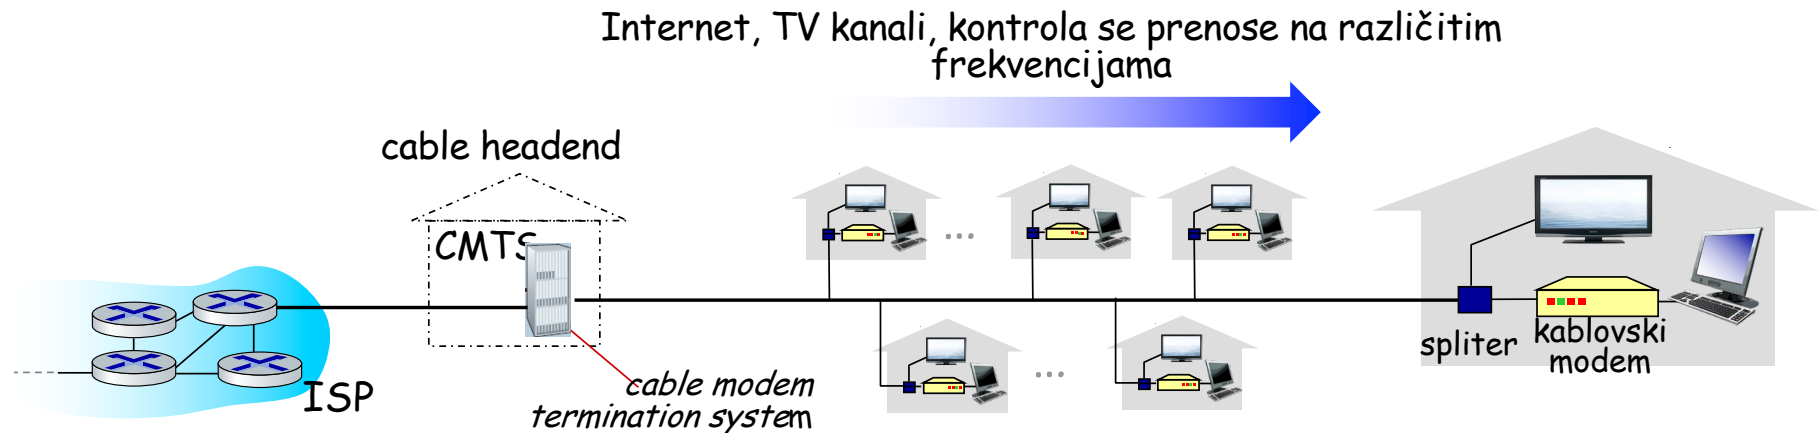 Internet, TV kanali, kontrola se prenose na različitim
frekvencijama
cable headend
CMTS
ISP
cable modem
termination system
spliter
kablovski
modem